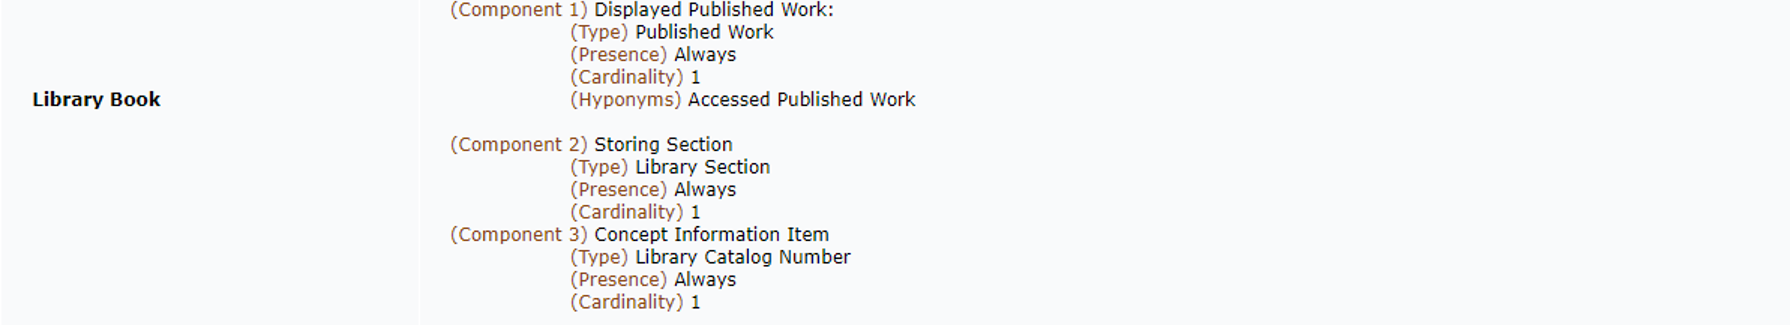 (Component 1) Displayed Published Work:
(Type) Published Work
(Presence) Always
(Cardinality) 1
Library Book
(Hyponyms) Accessed Published Work
(Component 2) Storing Section
(Type) Library Section
(Presence) Always
(Cardinality) 1
(Component 3) Concept Information Item
(Type) Library Catalog Number
(Presence) Always
(Cardinality) 1